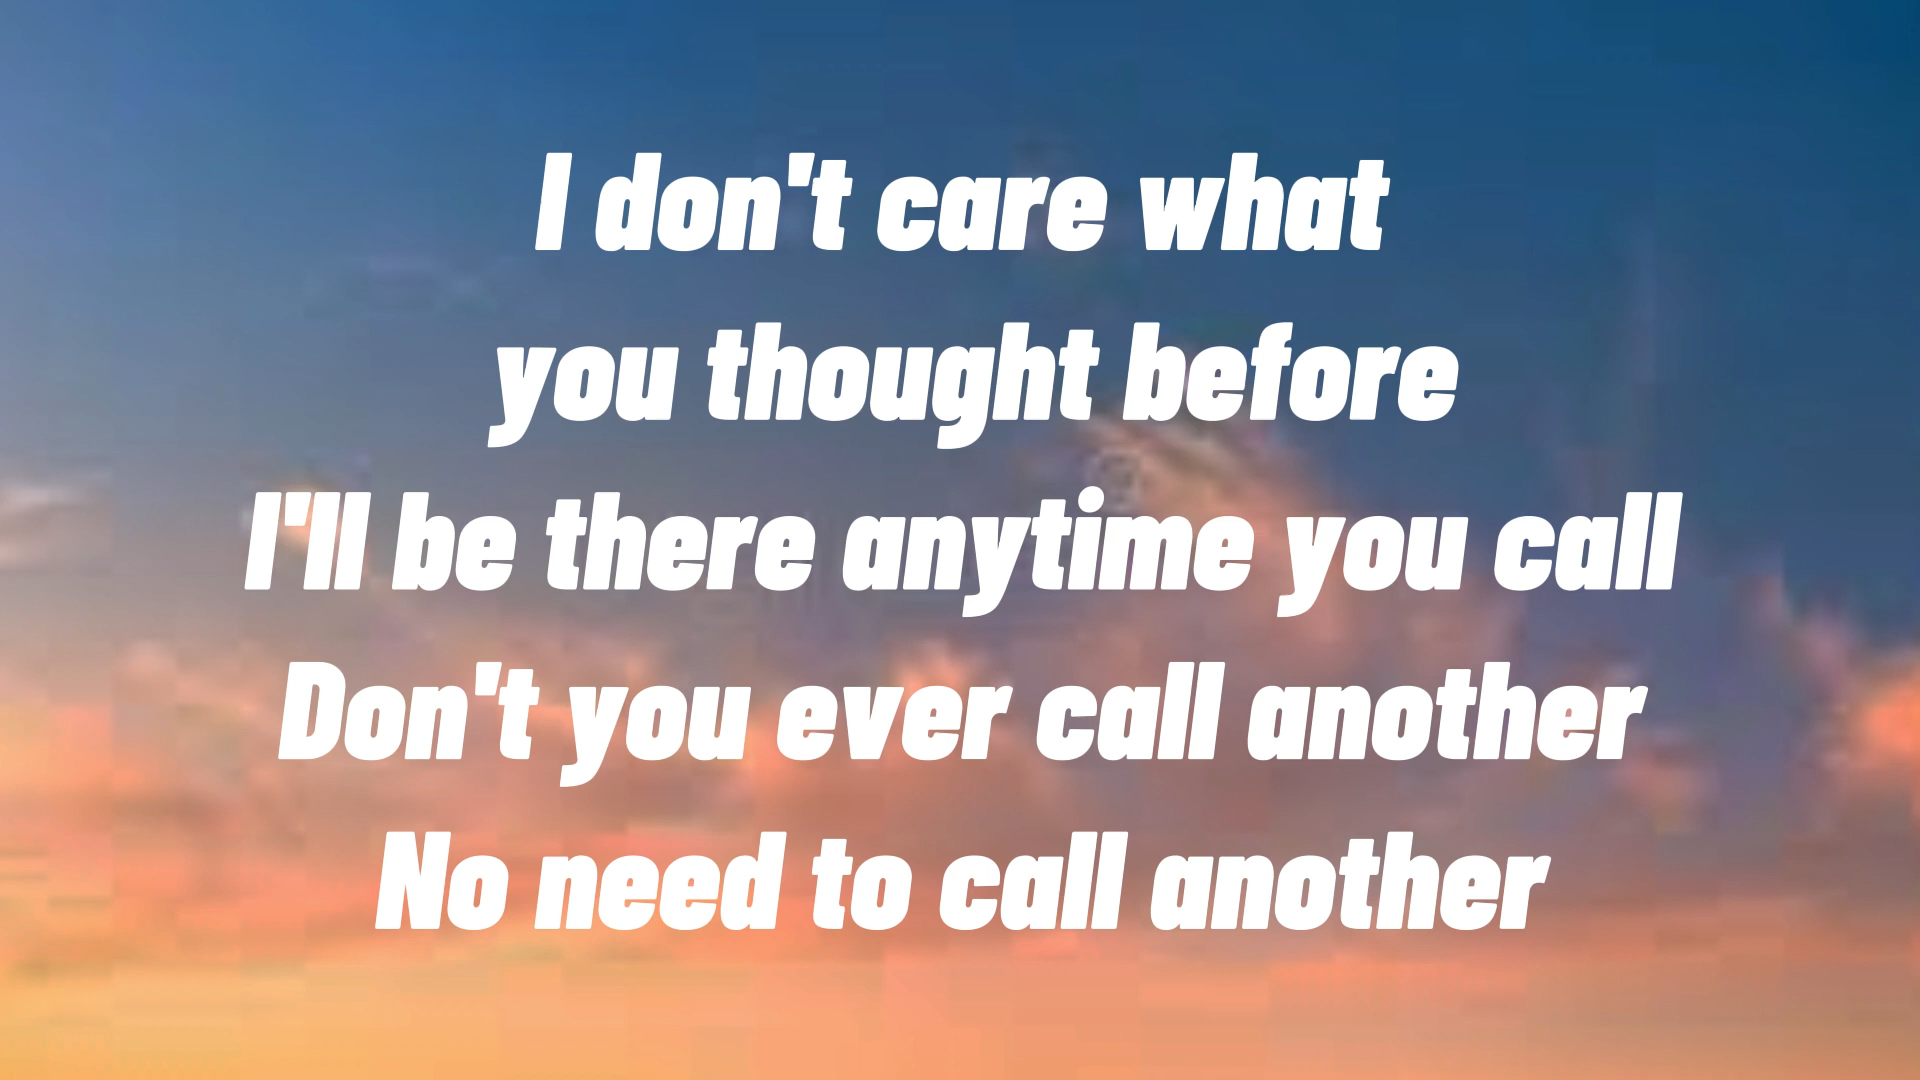 I don't care what
you thought before
I'll be there anytime you call
Don't you ever call another
No need to call another